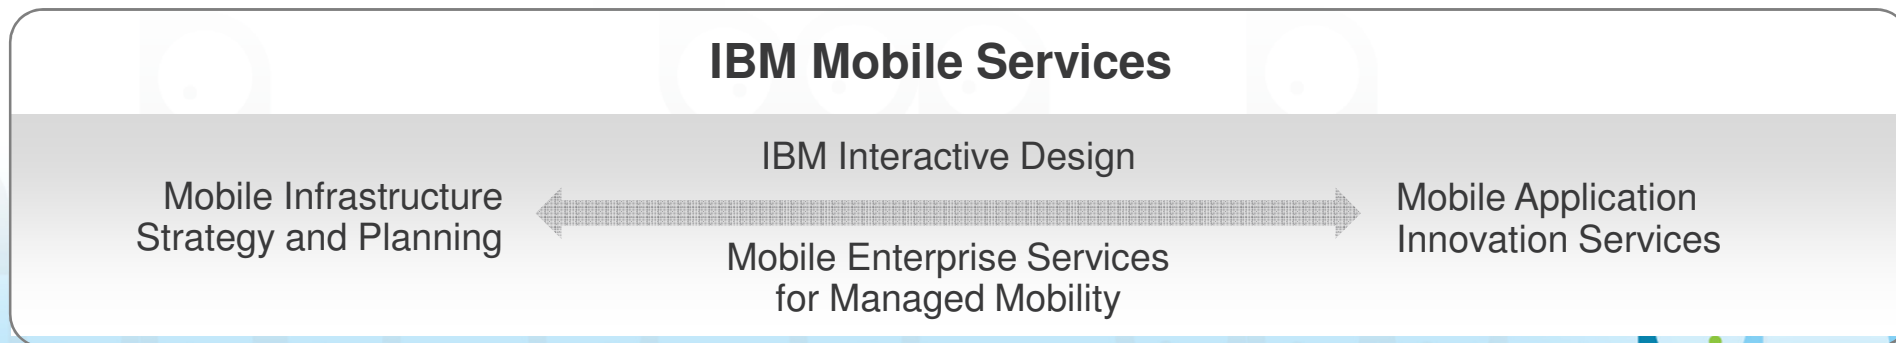 IBM Mobile Services
Mobile Infrastructure
Strategy and Planning
IBM Interactive Design
Mobile Enterprise Services
for Managed Mobility
Mobile Application
Innovation Services